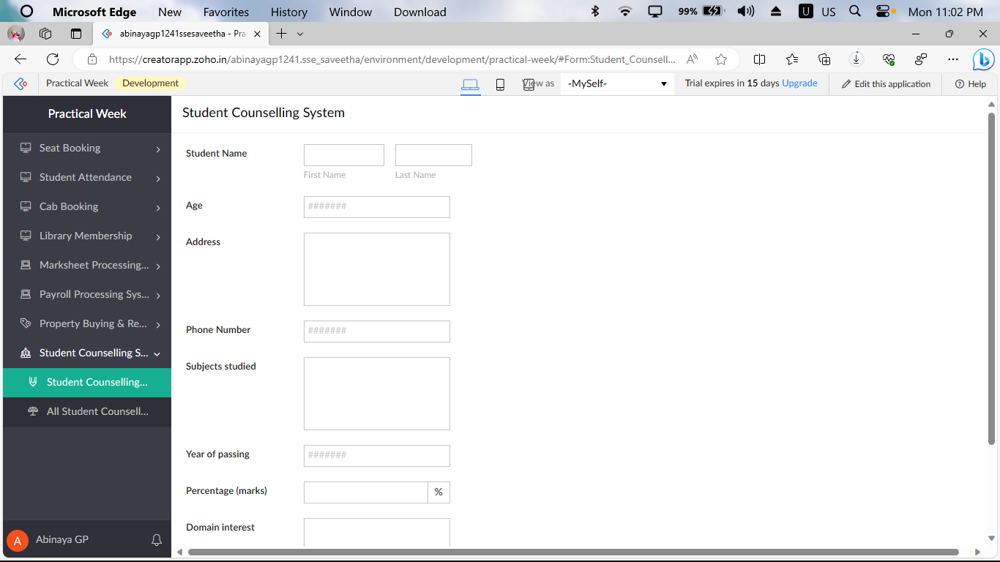 Microsoft Edge New Favorites History Window Download 99% U US Mon 11:02 PM
abinayagp1241ssesaveetha - Pra
https://creatorapp.zoho.in/abinayagp1241.sse_saveetha/environment/development/practical-week/#Form:Student_Counsell...
Practical Week Development View as -MySelf- Trial expires in 15 days Upgrade Edit this application Help
Practical Week
Seat Booking
Student Attendance
Cab Booking
Library Membership
Marksheet Processing...
Payroll Processing Sys...
Property Buying & Re...
Student Counselling S...
Student Counselling...
All Student Counsell...
A Abinaya GP
Student Counselling System
Student Name
First Name Last Name
Age #######
Address
Phone Number #######
Subjects studied
Year of passing #######
Percentage (marks) %
Domain interest